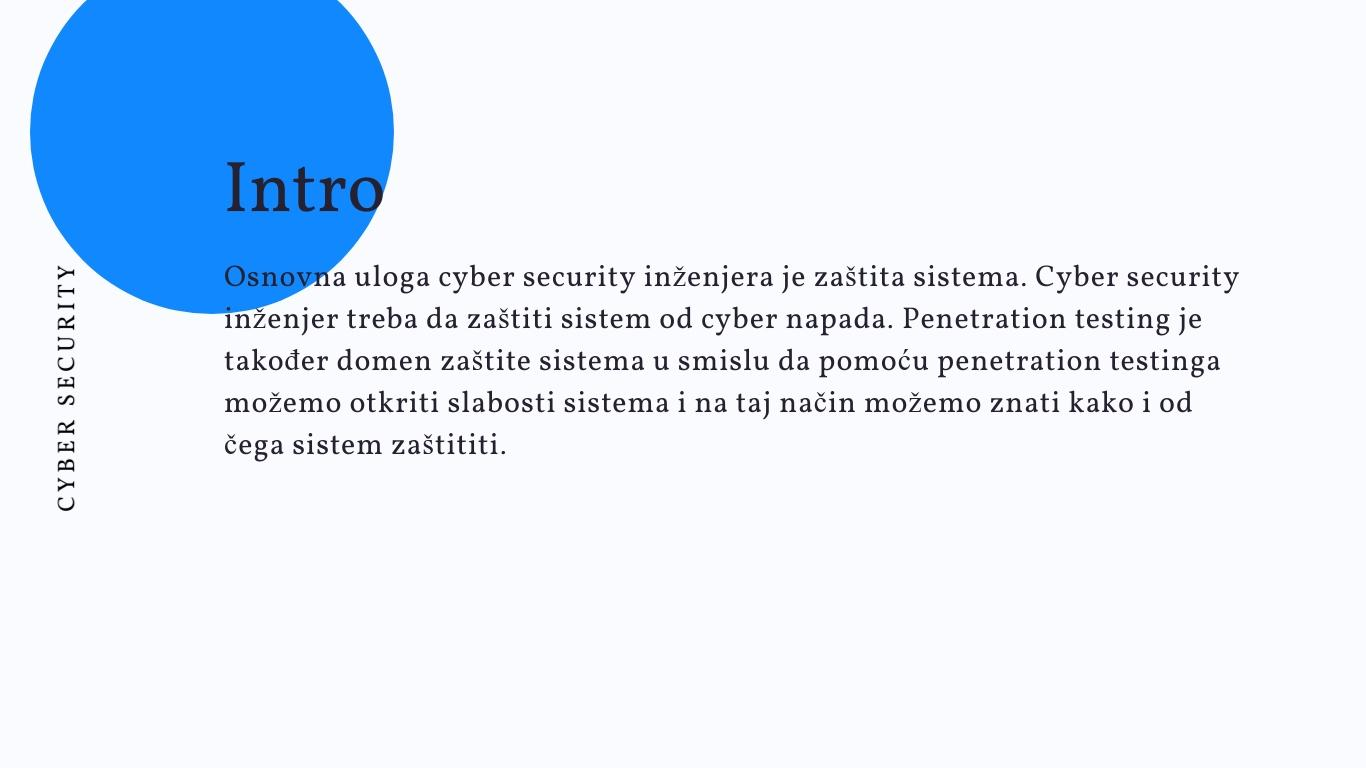 Intro
Osnovna uloga cyber security inženjera je zaštita sistema. Cyber security
inženjer treba da zaštiti sistem od cyber napada. Penetration testing je
također domen zaštite sistema u smislu da pomoću penetration testinga
možemo otkriti slabosti sistema i na taj način možemo znati kako i od
čega sistem zaštititi.
CYBER SECURITY